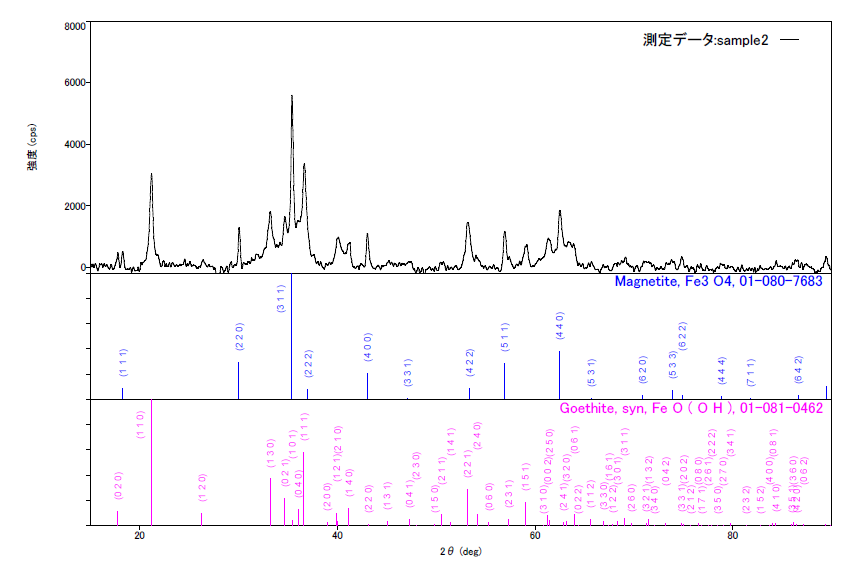 8000
測定データ:sample2
6000
強度 (cps)
4000
2000
0
Magnetite, Fe3 O4, 01-080-7683
(1 1 1)
(2 2 0)
(3 1 1)
(2 2 2)
(4 0 0)
(3 3 1)
(4 2 2)
(5 1 1)
(4 4 0)
(5 3 1)
(6 2 0)
(5 3 3)
(6 2 2)
(4 4 4)
(7 1 1)
(6 4 2)
Goethite, syn, Fe O ( O H ), 01-081-0462
(0 2 0)
(1 1 0)
(1 2 0)
(1 3 0)
(0 2 1)
(1 0 1)
(0 4 0)
(1 1 1)
(2 0 0)
(1 2 1)
(2 1 0)
(1 4 0)
(2 2 0)
(1 3 1)
(0 4 1)
(2 3 0)
(1 5 0)
(2 1 1)
(1 4 1)
(2 2 1)
(2 4 0)
(0 6 0)
(2 3 1)
(1 5 1)
(3 1 0)
(0 0 2)
(2 5 0)
(2 4 1)
(3 2 0)
(0 6 1)
(0 2 2)
(1 1 2)
(3 3 0)
(1 6 1)
(1 2 2)
(3 0 1)
(3 1 1)
(2 6 0)
(3 2 1)
(1 3 2)
(3 4 0)
(0 4 2)
(3 3 1)
(2 0 2)
(2 1 2)
(0 8 0)
(1 7 1)
(2 6 1)
(2 2 2)
(3 5 0)
(2 7 0)
(3 4 1)
(2 3 2)
(1 5 2)
(4 0 0)
(0 8 1)
(4 1 0)
(3 6 0)
(0 6 2)
20
40
60
80
2θ (deg)